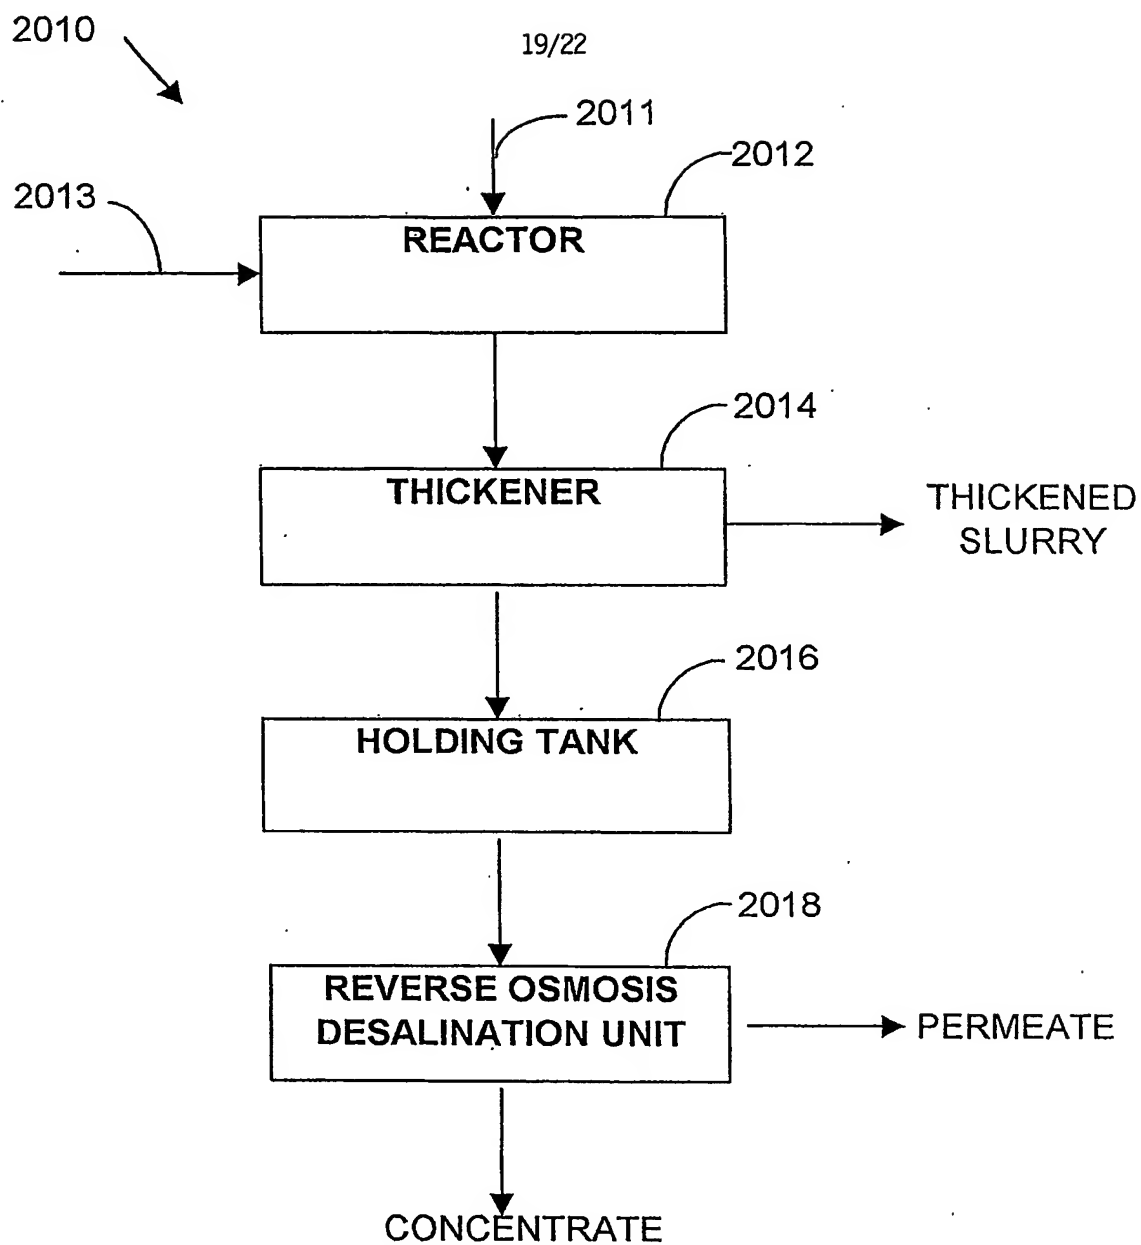 2010
19/22
2011
2012
2013
REACTOR
2014
THICKENER
THICKENED
SLURRY
2016
HOLDING TANK
2018
REVERSE OSMOSIS
DESALINATION UNIT
PERMEATE
CONCENTRATE